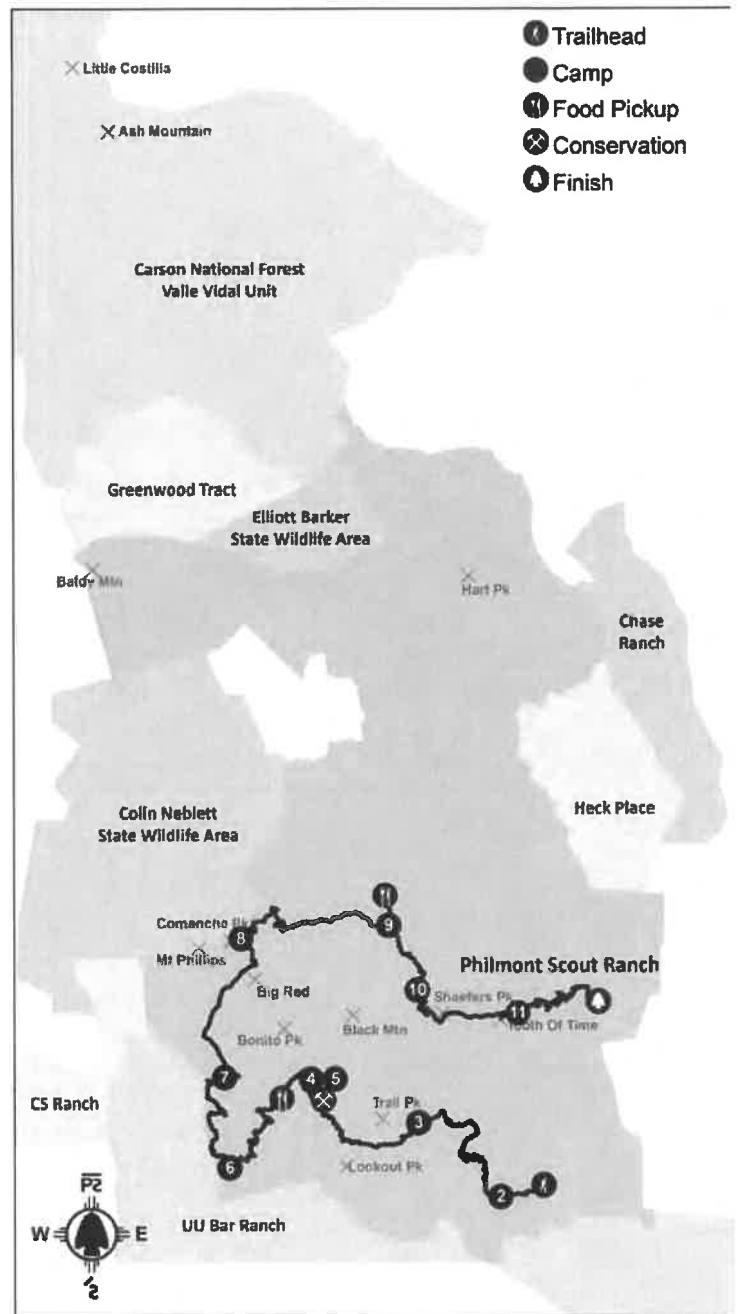 Trailhead
Camp
Food Pickup
Conservation
Finish
Little Costilla
Ash Mountain
Carson National Forest
Valle Vidal Unit
Greenwood Tract
Elliott Barker
State Wildlife Area
Baldy Mtn
Hart Pk
Chase
Ranch
Colin Neblett
State Wildlife Area
Heck Place
Comanche Pk
8
9
Mt Phillips
Philmont Scout Ranch
Big Red
10
Shaefers Pk
Black Mtn
11
Tooth Of Time
Bonito Pk
7
4
5
CS Ranch
Trail Pk
3
6
Lookout Pk
2
UU Bar Ranch
W
E